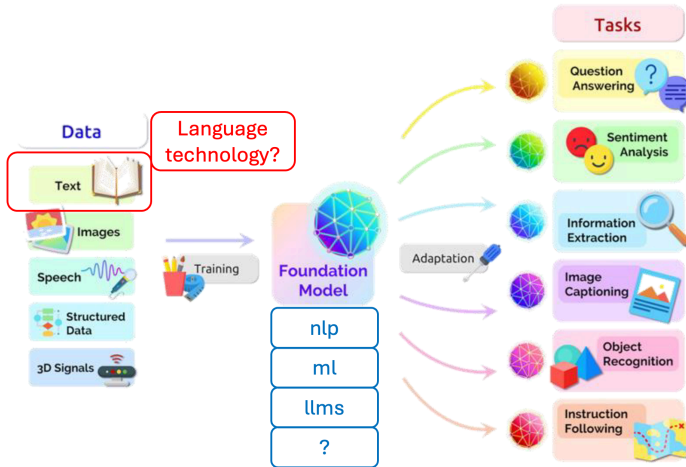 Tasks
Data
Language
technology?
Text
Images
Speech
Structured
Data
3D Signals
Training
Foundation
Model
nlp
ml
llms
?
Adaptation
Question
Answering
?
Sentiment
Analysis
Information
Extraction
Image
Captioning
Object
Recognition
Instruction
Following